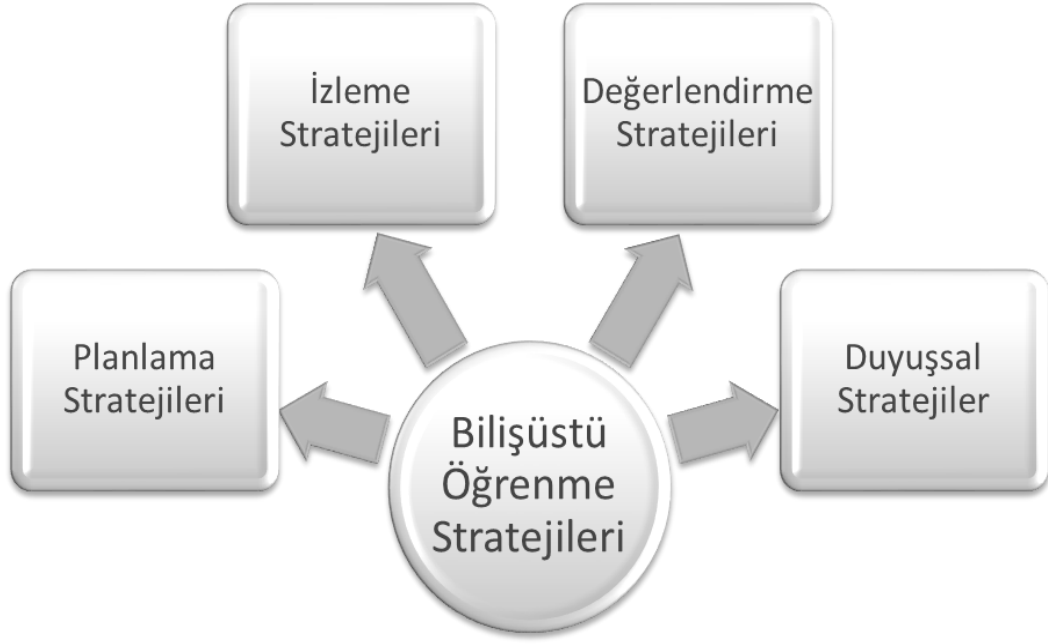 İzleme
Stratejileri
Değerlendirme
Stratejileri
Planlama
Stratejileri
Duyuşsal
Stratejiler
Bilişüstü
Öğrenme
Stratejileri